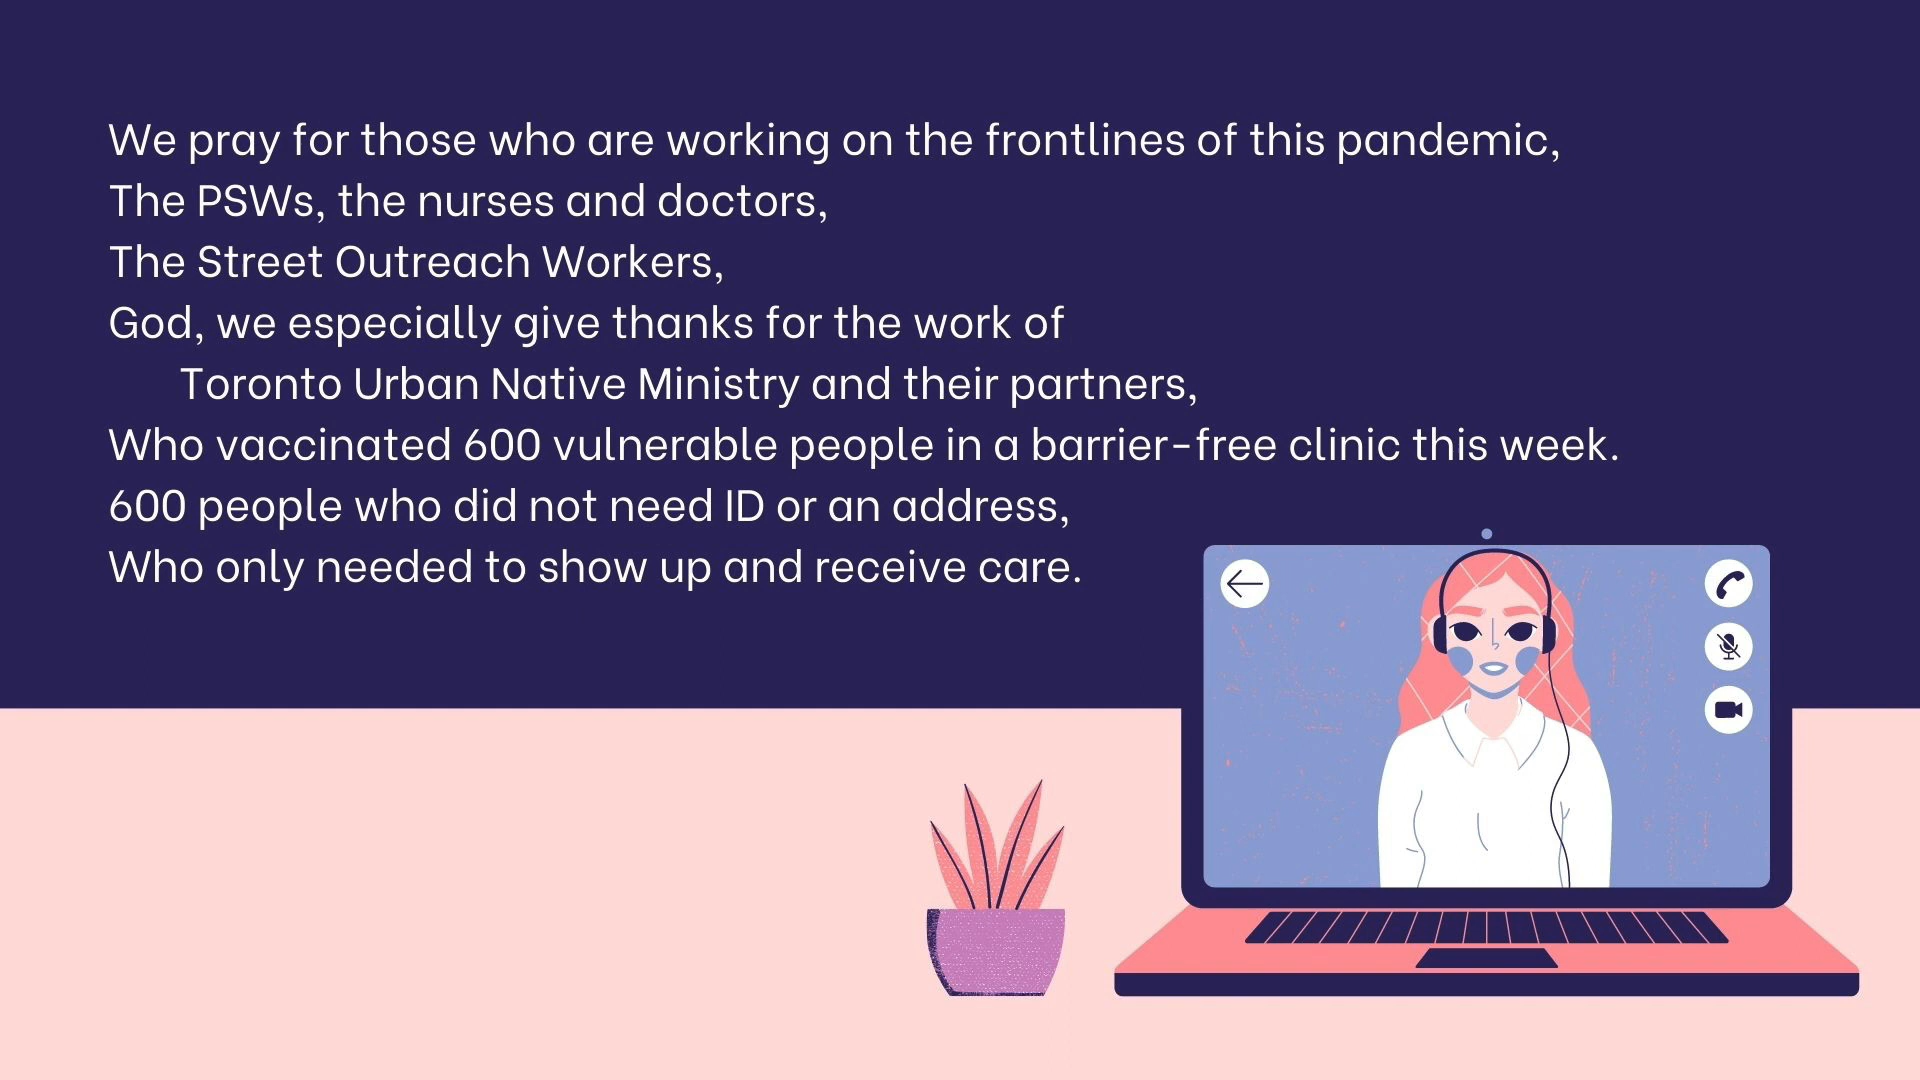 We pray for those who are working on the frontlines of this pandemic,
The PSWs, the nurses and doctors,
The Street Outreach Workers,
God, we especially give thanks for the work of
Toronto Urban Native Ministry and their partners,
Who vaccinated 600 vulnerable people in a barrier-free clinic this week.
600 people who did not need ID or an address,
Who only needed to show up and receive care.